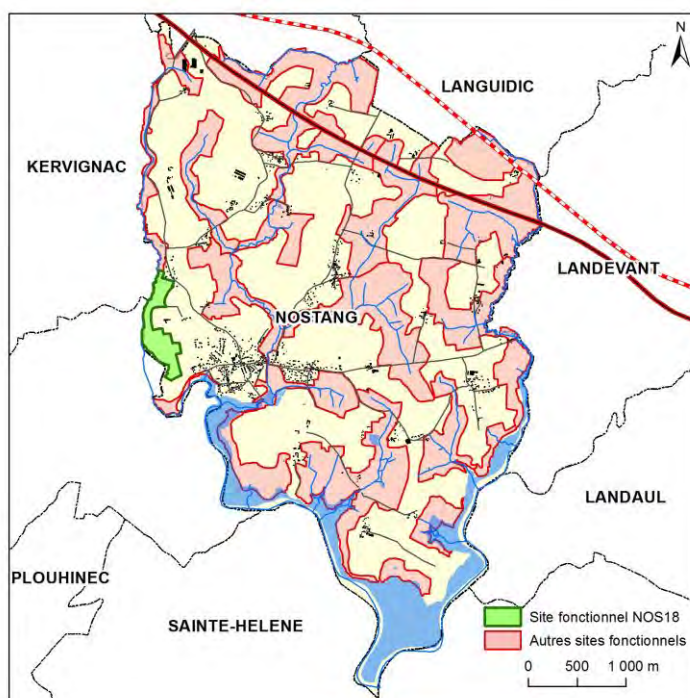 N
LANGUIDIC
KERVIGNAC
LANDEVANT
NOSTANG
LANDAUL
PLOUHINEC
SAINTE-HELENE
Site fonctionnel NOS18
Autres sites fonctionnels
0 500 1 000 m